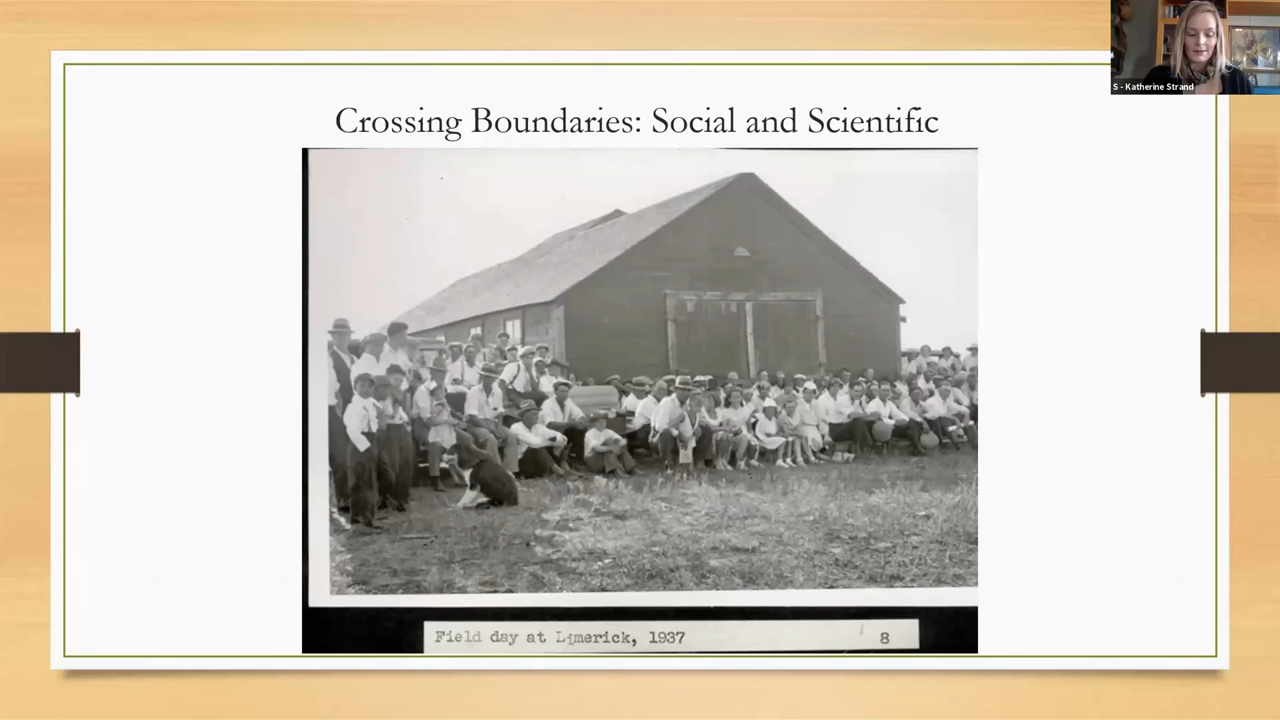 S - Katherine Strand
Crossing Boundaries: Social and Scientific
Field day at Limerick, 1937 8